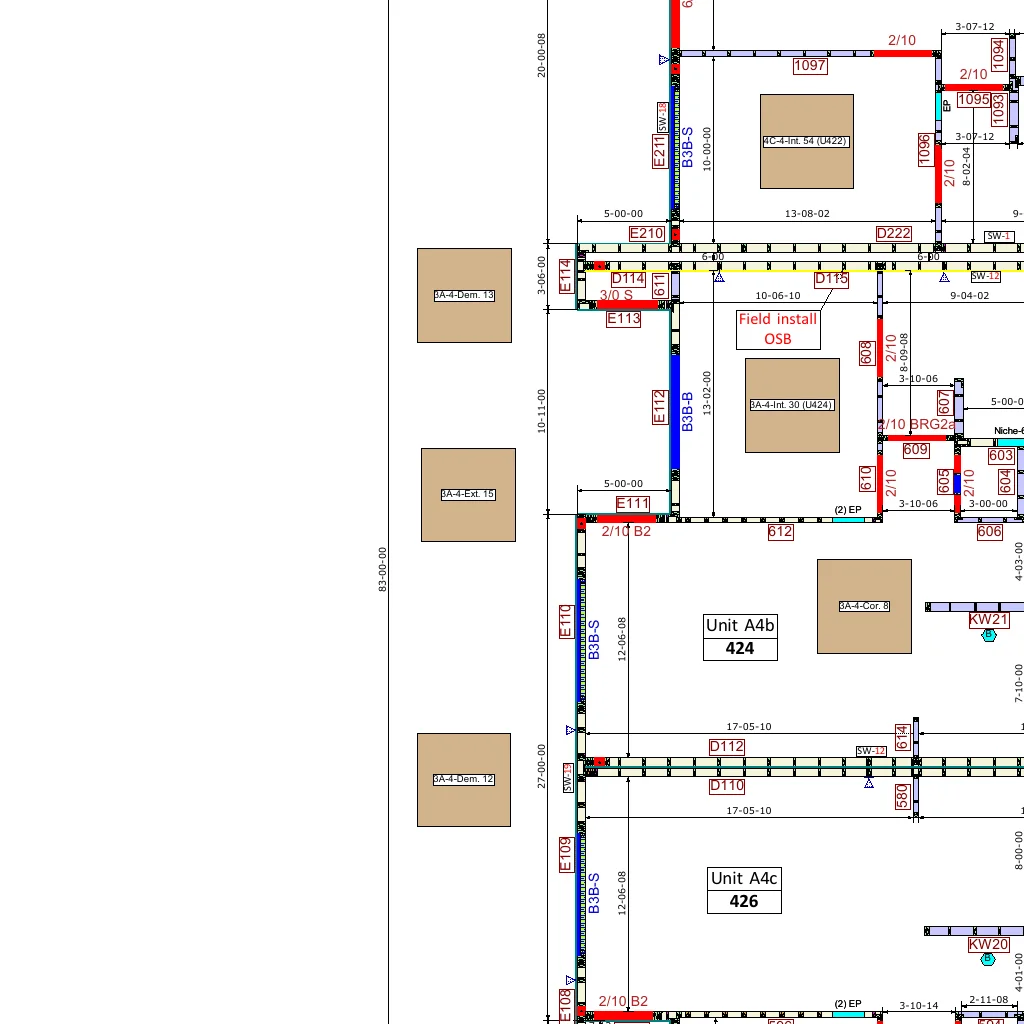 2/10
3-07-12
1094
20-00-08
1097
2/10
1095
1093
EP
SW-18
E211
B3B-S
10-00-00
4C-4-Int. 54 (U422)
1096
2/10
8-02-04
3-07-12
5-00-00
13-08-02
9-
E210
D222
SW-1
6-00
6-00
E114
3-06-00
D114
611
D115
SW-12
3A-4-Dem. 13
3/0 S
10-06-10
9-04-02
E113
Field install
OSB
608
2/10
8-09-08
10-11-00
E112
B3B-B
13-02-00
3A-4-Int. 30 (U424)
3-10-06
607
5-00-0
2/10 BRG2a
Niche-6
609
603
3A-4-Ext. 15
610
2/10
605
2/10
604
5-00-00
E111
(2) EP
3-10-06
3-00-00
2/10 B2
612
606
83-00-00
4-03-00
3A-4-Cor. 8
E110
B3B-S
12-06-08
Unit A4b
424
KW21
B
7-10-00
17-05-10
614
D112
SW-12
27-00-00
SW-19
3A-4-Dem. 12
D110
580
17-05-10
8-00-00
E109
B3B-S
12-06-08
Unit A4c
426
KW20
B
4-01-00
E108
2/10 B2
(2) EP
3-10-14
2-11-08